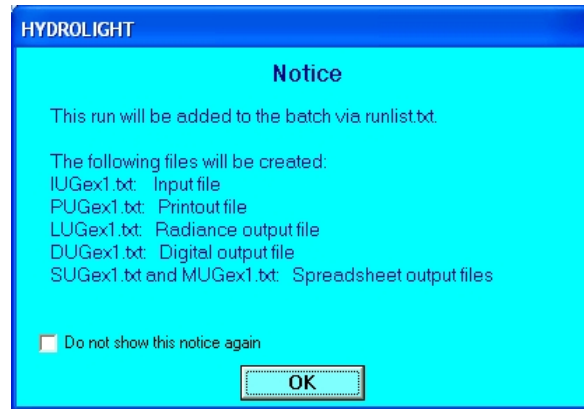 HYDROLIGHT
Notice
This run will be added to the batch via runlist.txt.
The following files will be created:
IUGex1.txt: Input file
PUGex1.txt: Printout file
LUGex1.txt: Radiance output file
DUGex1.txt: Digital output file
SUGex1.txt and MUGex1.txt: Spreadsheet output files
Do not show this notice again
OK